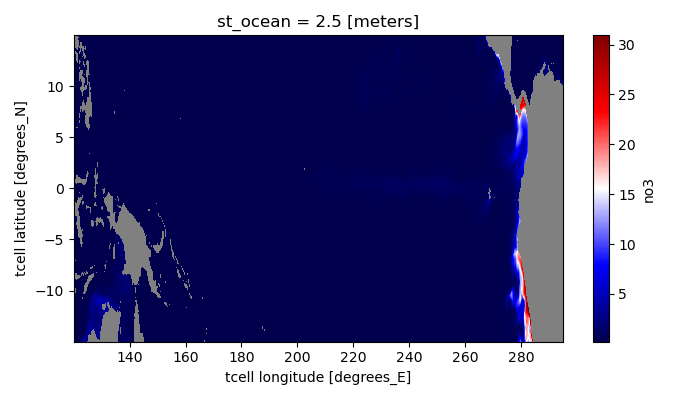 st_ocean = 2.5 [meters]
tcell latitude [degrees_N]
10
5
0
−5
−10
140 160 180 200 220 240 260 280
tcell longitude [degrees_E]
30
25
20
15
10
5
no3